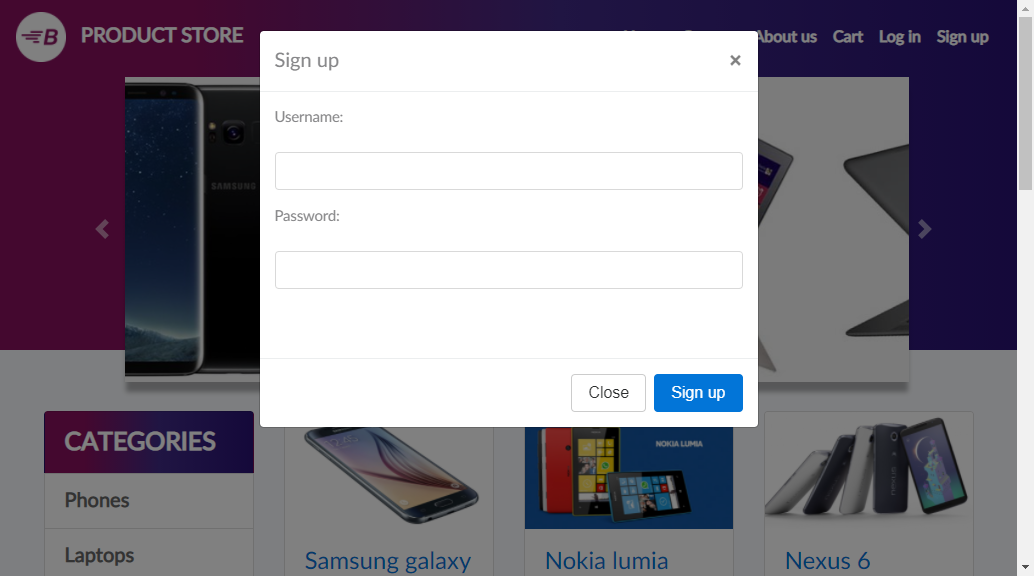 B PRODUCT STORE
About us Cart Log in Sign up
Sign up ×
Username:
SAMSUNG
Password:
Close Sign up
CATEGORIES
NOKIA LUMIA
Phones
Laptops
Samsung galaxy
Nokia lumia
Nexus 6